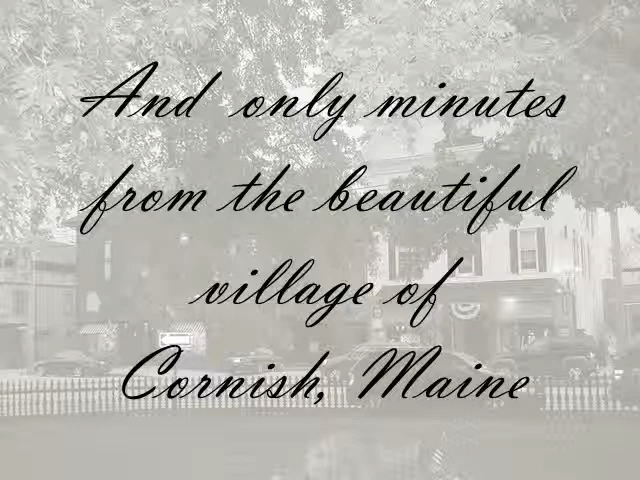 And only minutes
from the beautiful
village of
Cornish, Maine